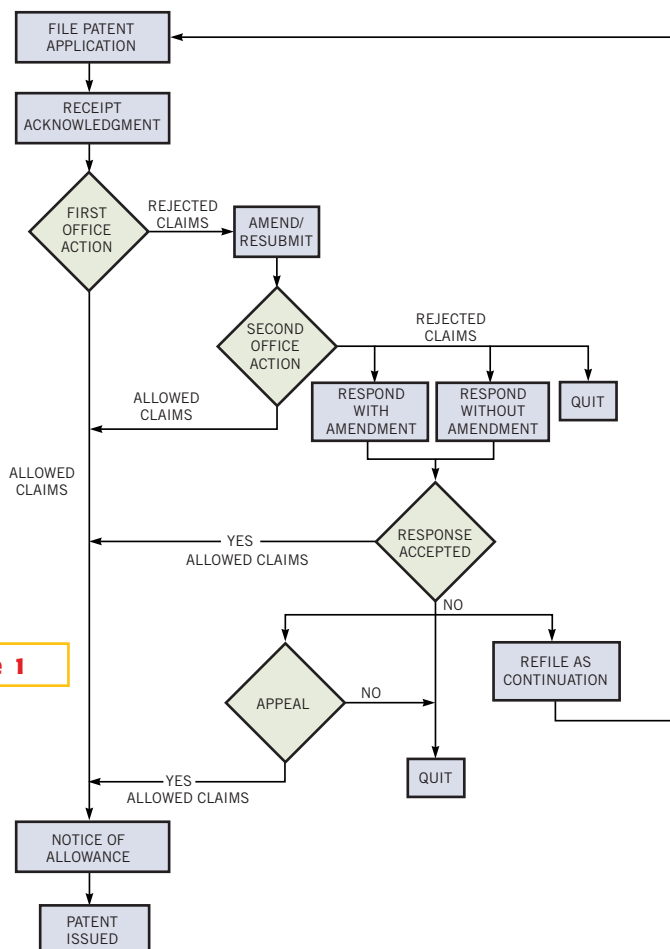 FILE PATENT
APPLICATION
RECEIPT
ACKNOWLEDGMENT
FIRST
OFFICE
ACTION
REJECTED
CLAIMS
AMEND/
RESUBMIT
SECOND
OFFICE
ACTION
REJECTED
CLAIMS
RESPOND
WITH
AMENDMENT
RESPOND
WITHOUT
AMENDMENT
QUIT
ALLOWED
CLAIMS
ALLOWED
CLAIMS
RESPONSE
ACCEPTED
YES
ALLOWED CLAIMS
NO
e 1
REFILE AS
CONTINUATION
APPEAL
NO
QUIT
YES
ALLOWED CLAIMS
NOTICE OF
ALLOWANCE
PATENT
ISSUED